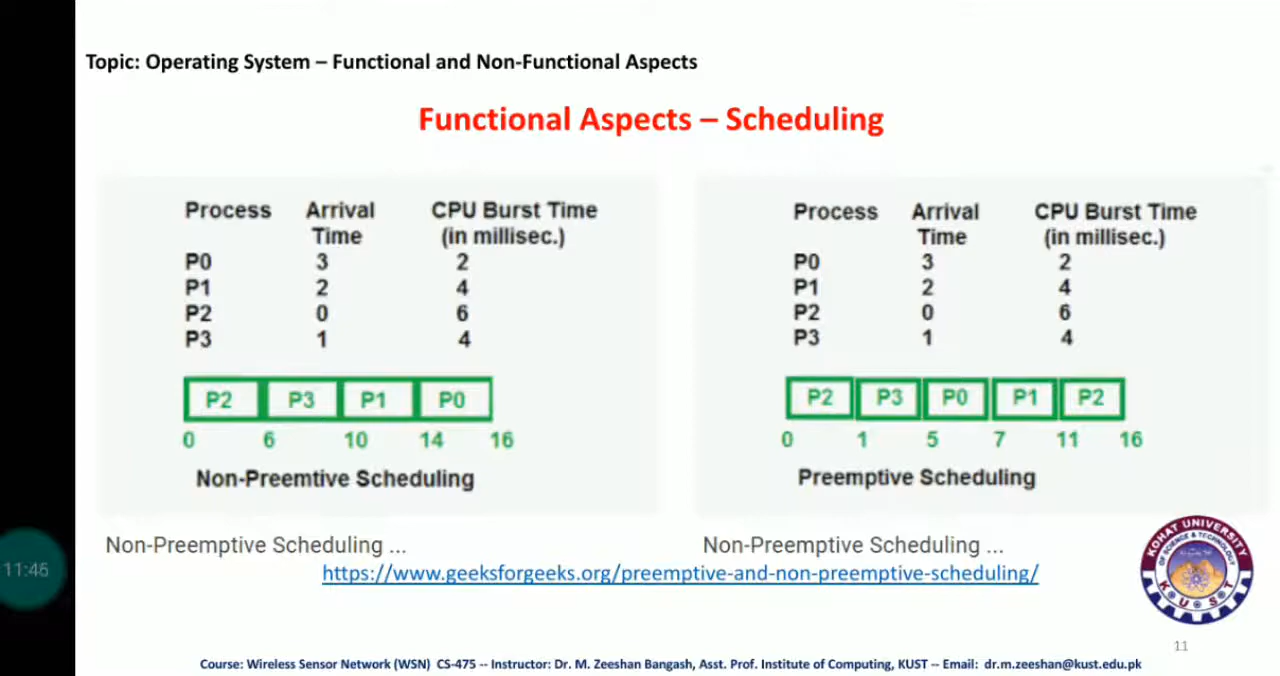 Topic: Operating System – Functional and Non-Functional Aspects
Functional Aspects – Scheduling
Process Arrival Time CPU Burst Time (in millisec.)
P0 3 2
P1 2 4
P2 0 6
P3 1 4
P2 P3 P1 P0
0 6 10 14 16
Non-Preemtive Scheduling
Non-Preemptive Scheduling ...
Process Arrival Time CPU Burst Time (in millisec.)
P0 3 2
P1 2 4
P2 0 6
P3 1 4
P2 P3 P0 P1 P2
0 1 5 7 11 16
Preemptive Scheduling
Non-Preemptive Scheduling ...
https://www.geeksforgeeks.org/preemptive-and-non-preemptive-scheduling/
11:46
KOHAT UNIVERSITY
OF SCIENCE & TECHNOLOGY
K U S T
11
Course: Wireless Sensor Network (WSN) CS-475 -- Instructor: Dr. M. Zeeshan Bangash, Asst. Prof. Institute of Computing, KUST -- Email: dr.m.zeeshan@kust.edu.pk